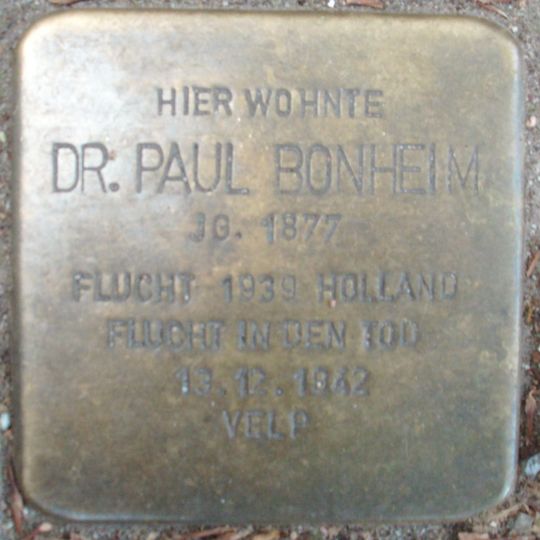 HIER WOHNTE
DR. PAUL BONHEIM
JG. 1877
FLUCHT 1939 HOLLAND
FLUCHT IN DEN TOD
13.12.1942
VELP